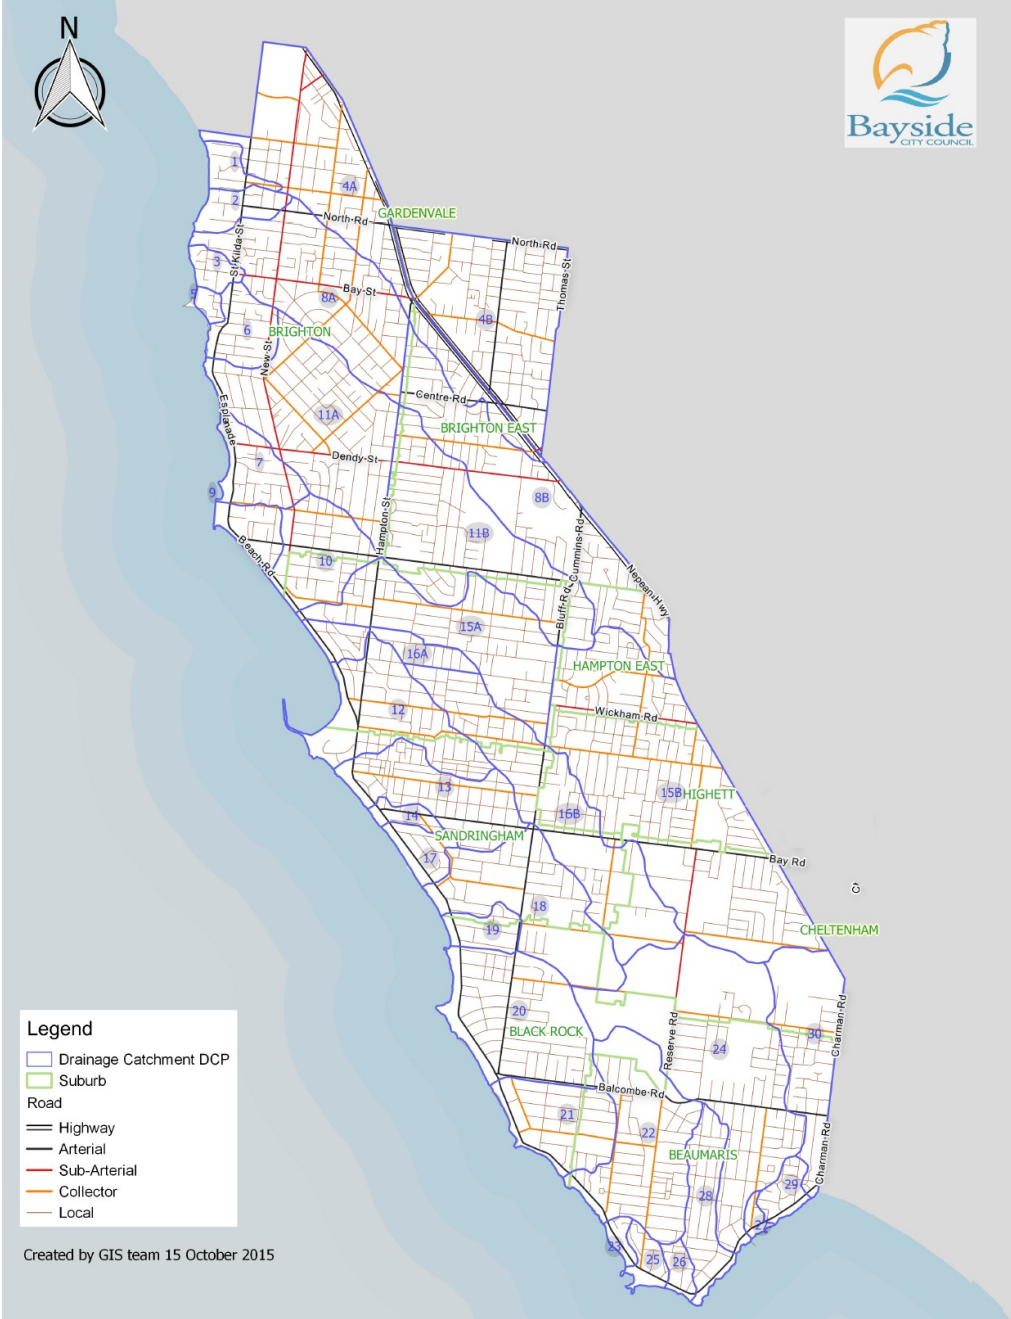 N
Bayside
CITY COUNCIL
1
4A
2
GARDENVALE
North Rd
North Rd
St Kilda St
3
Thomas St
5
Bay St
8A
4B
6
BRIGHTON
New St
Centre Rd
Esplanade
11A
BRIGHTON EAST
Dendy St
7
9
8B
Hampton St
11B
Cummins Rd
Beach Rd
10
Nepean Hwy
Bluff Rd
15A
16A
HAMPTON EAST
12
Wickham Rd
13
15B
HIGHETT
16B
14
SANDRINGHAM
17
Bay Rd
18
19
CHELTENHAM
20
BLACK ROCK
Reserve Rd
24
30
Charman Rd
Balcombe Rd
21
22
BEAUMARIS
Charman Rd
28
29
27
23
25
26
Legend
Drainage Catchment DCP
Suburb
Road
Highway
Arterial
Sub-Arterial
Collector
Local
Created by GIS team 15 October 2015